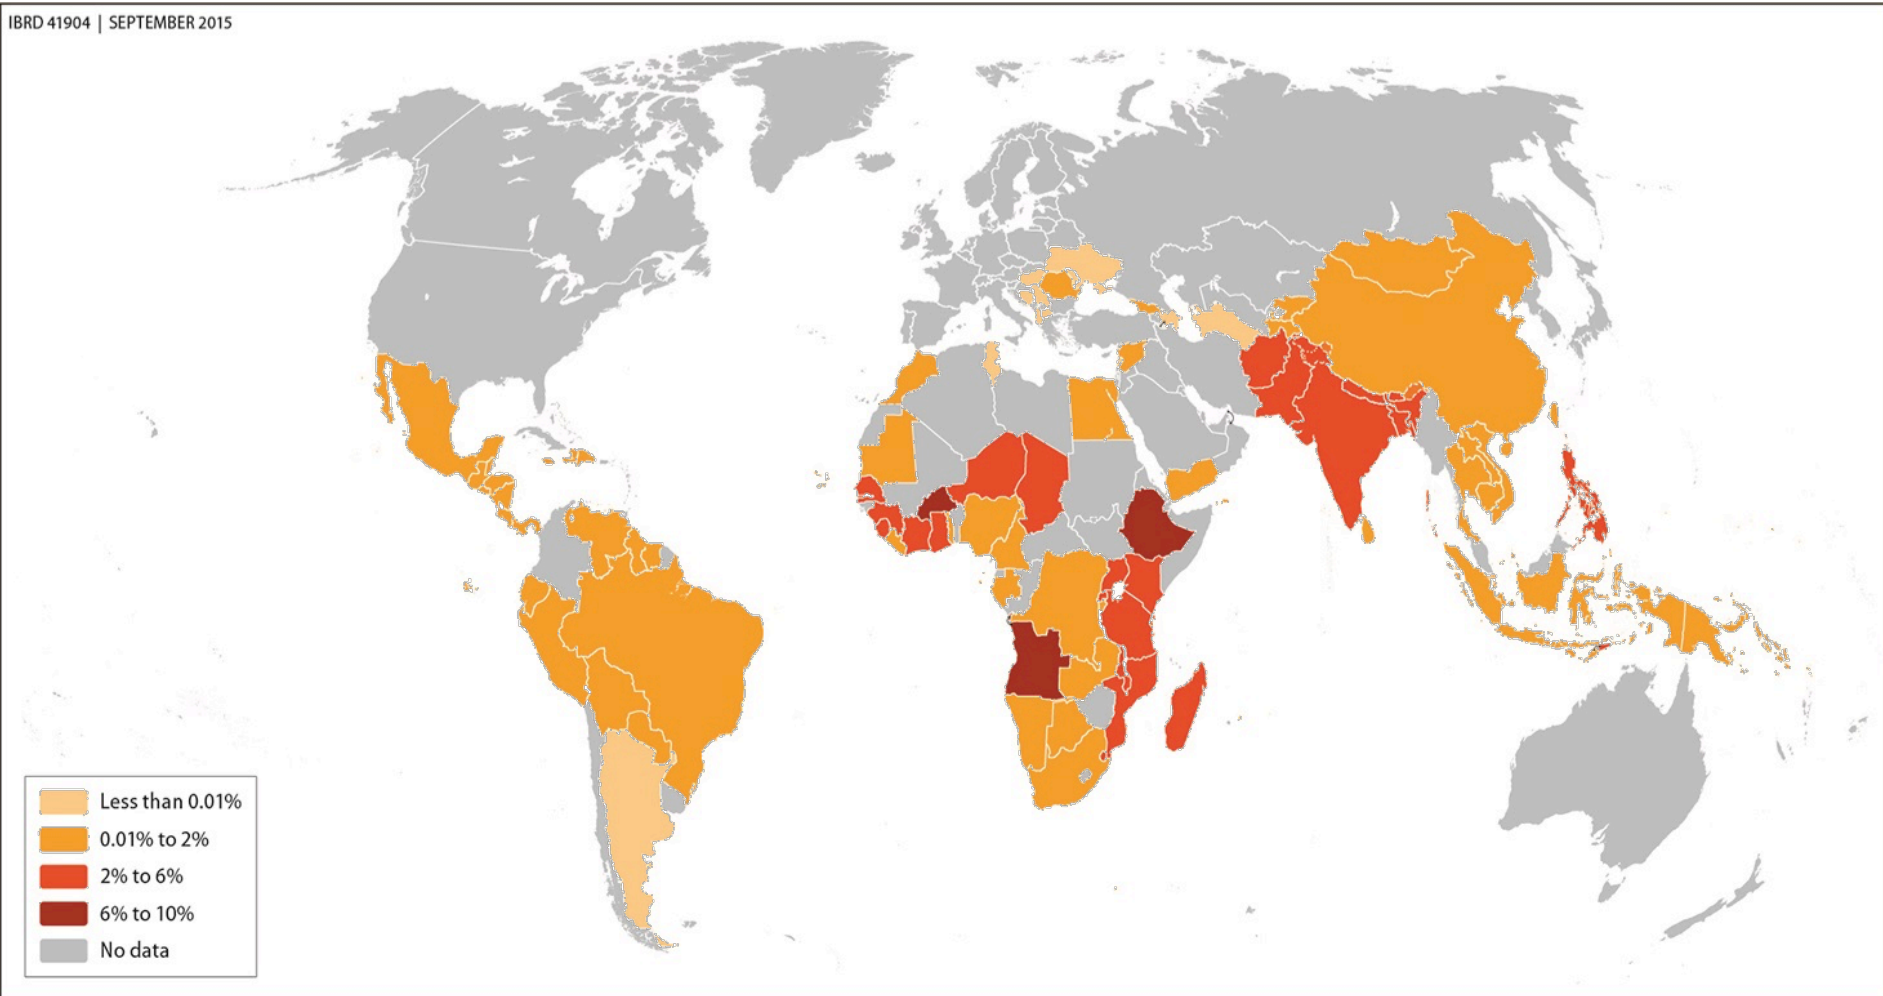 IBRD 41904 | SEPTEMBER 2015
Less than 0.01%
0.01% to 2%
2% to 6%
6% to 10%
No data